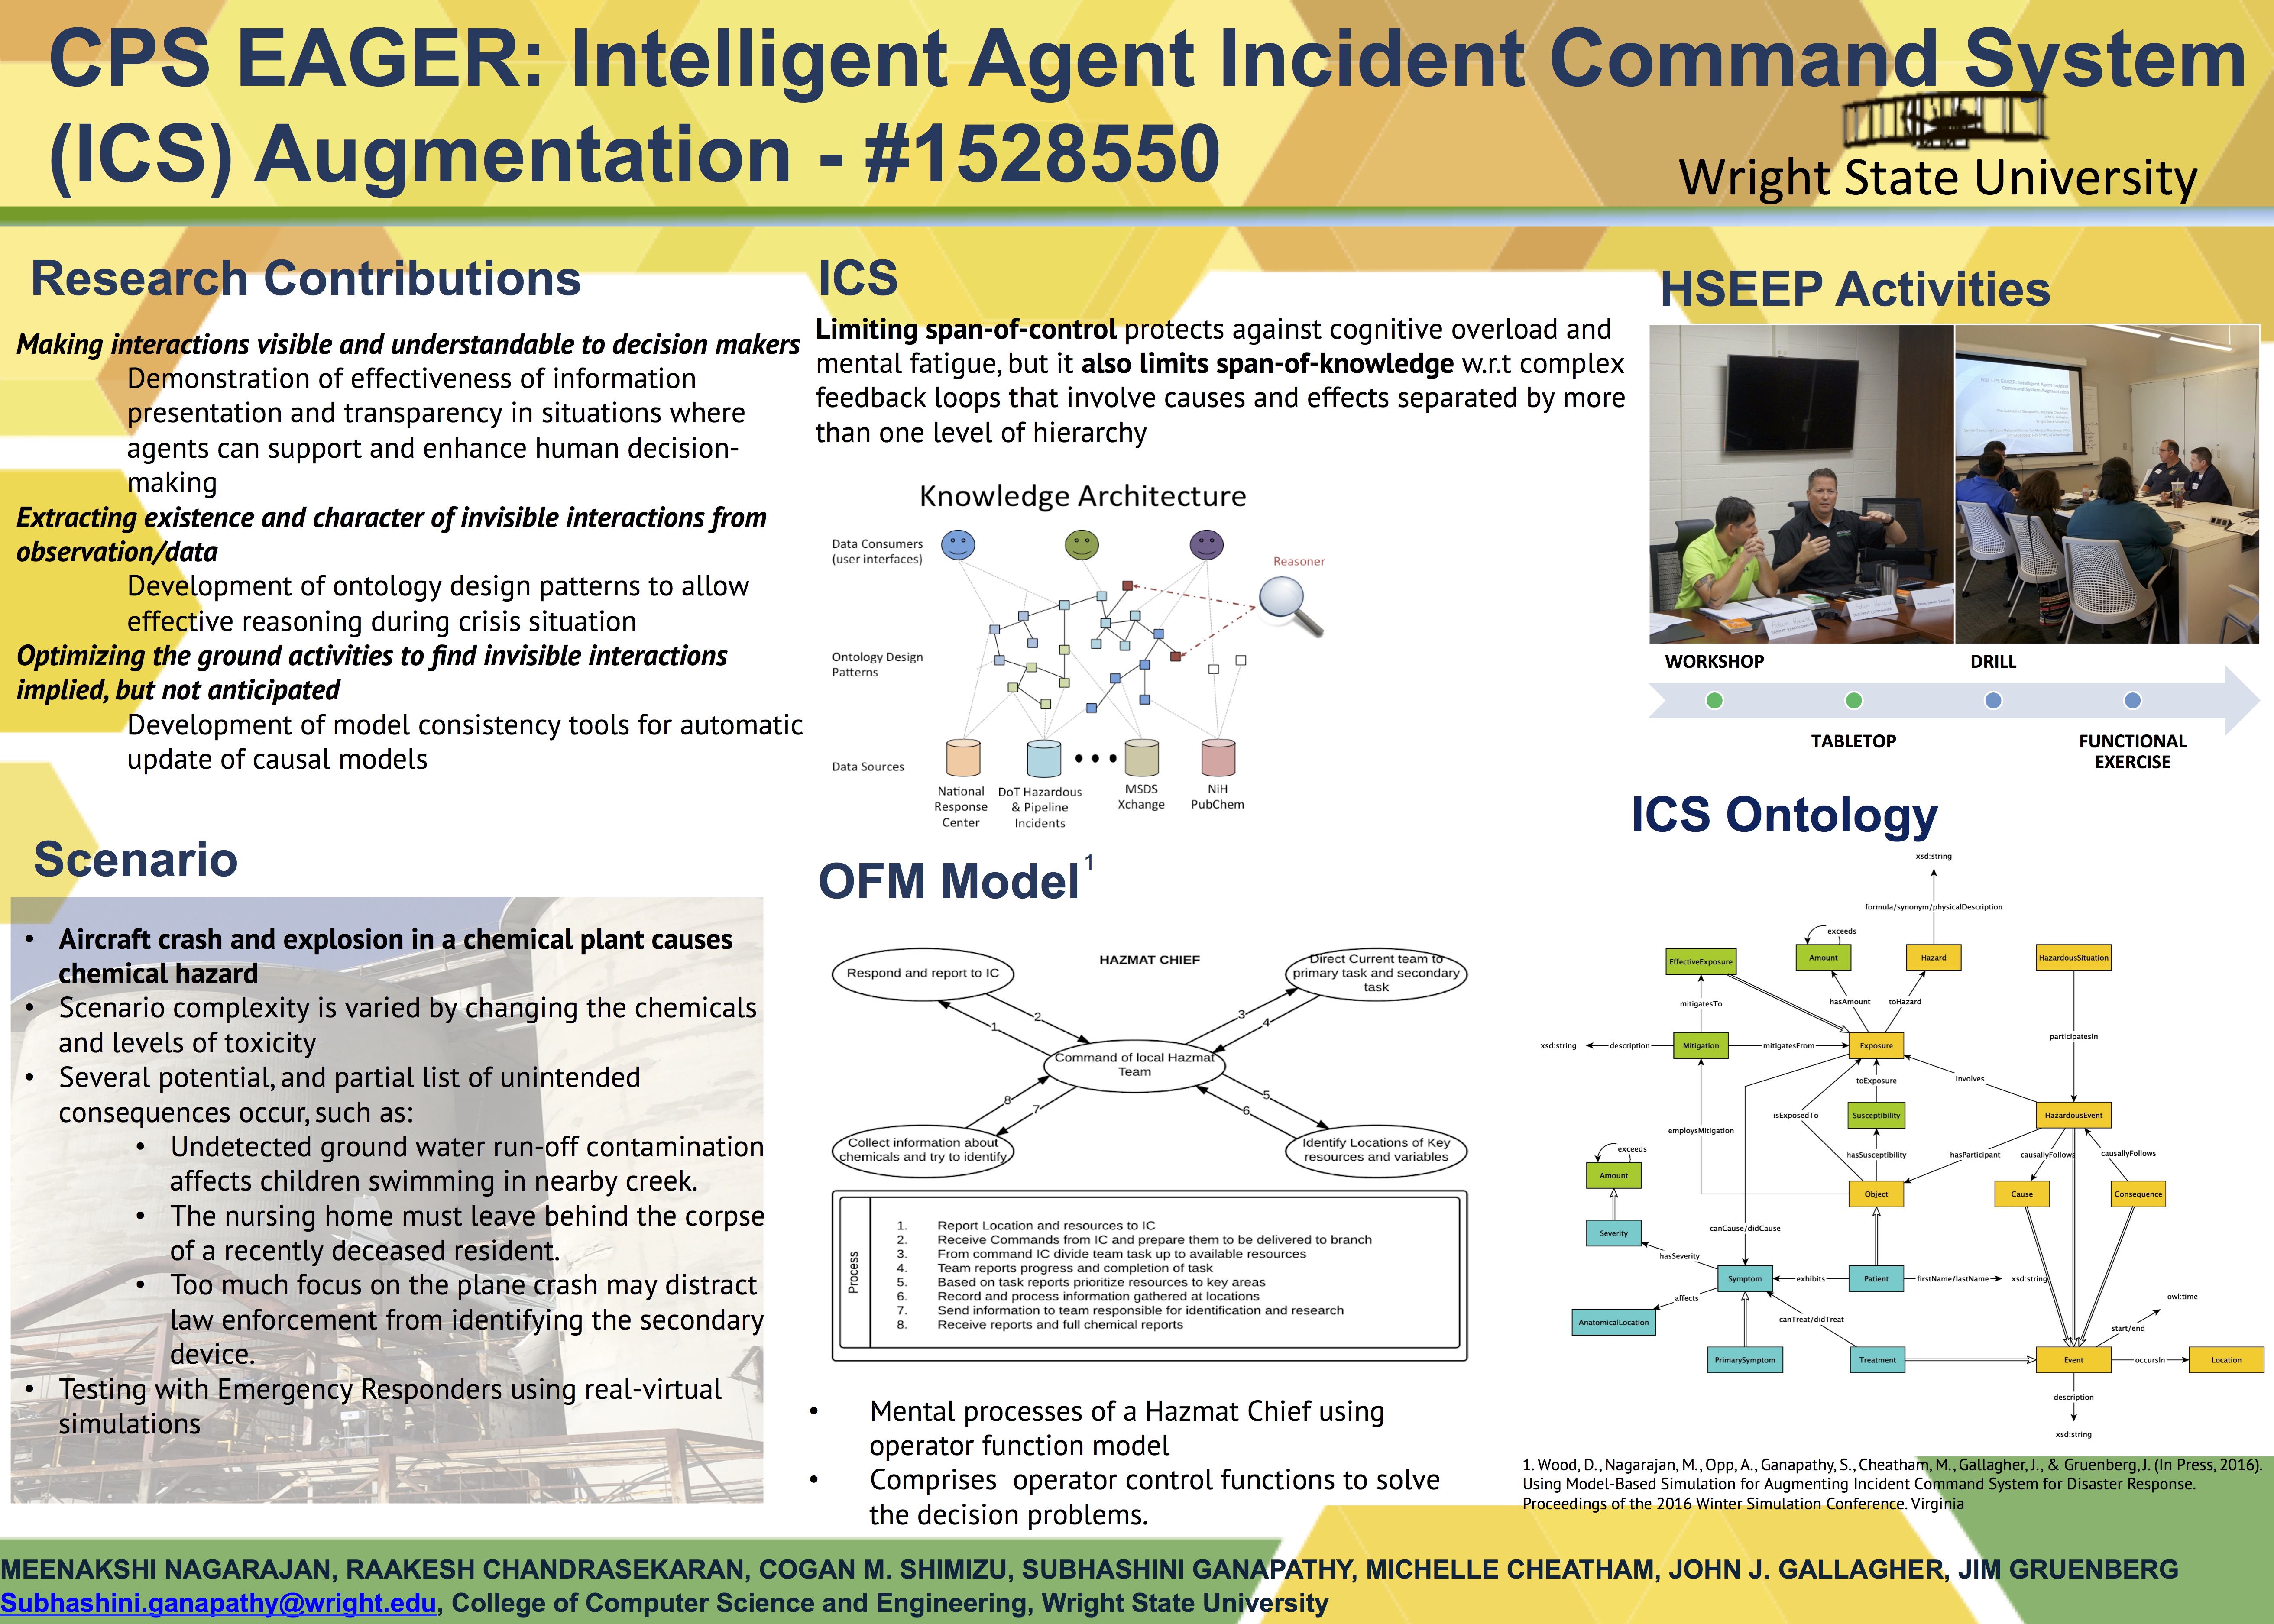 CPS EAGER: Intelligent Agent Incident Command System
(ICS) Augmentation - #1528550
Wright State University
Research Contributions
Making interactions visible and understandable to decision makers
Demonstration of effectiveness of information
presentation and transparency in situations where
agents can support and enhance human decision-
making
Extracting existence and character of invisible interactions from
observation/data
Development of ontology design patterns to allow
effective reasoning during crisis situation
Optimizing the ground activities to find invisible interactions
implied, but not anticipated
Development of model consistency tools for automatic
update of causal models
Scenario
• Aircraft crash and explosion in a chemical plant causes
chemical hazard
• Scenario complexity is varied by changing the chemicals
and levels of toxicity
• Several potential, and partial list of unintended
consequences occur, such as:
• Undetected ground water run-off contamination
affects children swimming in nearby creek.
• The nursing home must leave behind the corpse
of a recently deceased resident.
• Too much focus on the plane crash may distract
law enforcement from identifying the secondary
device.
• Testing with Emergency Responders using real-virtual
simulations
ICS
Limiting span-of-control protects against cognitive overload and
mental fatigue, but it also limits span-of-knowledge w.r.t complex
feedback loops that involve causes and effects separated by more
than one level of hierarchy
Knowledge Architecture
Data Consumers
(user interfaces)
Reasoner
Ontology Design
Patterns
Data Sources
National
Response
Center
DoT Hazardous
& Pipeline
Incidents
MSDS
Xchange
NiH
PubChem
OFM Model 1
HAZMAT CHIEF
Respond and report to IC
Direct Current team to
primary task and secondary
task
1
2
3
4
Command of local Hazmat
Team
8
7
5
6
Collect information about
chemicals and try to identify
Identify Locations of Key
resources and variables
Process
1. Report Location and resources to IC
2. Receive Commands from IC and prepare them to be delivered to branch
3. From command IC divide team task up to available resources
4. Team reports progress and completion of task
5. Based on task reports prioritize resources to key areas
6. Record and process information gathered at locations
7. Send information to team responsible for identification and research
8. Receive reports and full chemical reports
• Mental processes of a Hazmat Chief using
operator function model
• Comprises operator control functions to solve
the decision problems.
HSEEP Activities
NSF CPS EAGER: Intelligent Agent Incident
Command System Augmentation
WORKSHOP
DRILL
TABLETOP
FUNCTIONAL
EXERCISE
ICS Ontology
xsd:string
formula/synonym/physicalDescription
exceeds
EffectiveExposure
Amount
Hazard
HazardousSituation
mitigatesTo
hasAmount
toHazard
participatesIn
xsd:string
description
Mitigation
mitigatesFrom
Exposure
toExposure
involves
isExposedTo
Susceptibility
HazardousEvent
employsMitigation
exceeds
hasSusceptibility
hasParticipant
causallyFollows
causallyFollows
Amount
Object
Cause
Consequence
canCause/didCause
Severity
hasSeverity
Symptom
exhibits
Patient
firstName/lastName
xsd:string
affects
owl:time
AnatomicalLocation
canTreat/didTreat
start/end
PrimarySymptom
Treatment
Event
occursIn
Location
description
xsd:string
1. Wood, D., Nagarajan, M., Opp, A., Ganapathy, S., Cheatham, M., Gallagher, J., & Gruenberg, J. (In Press, 2016).
Using Model-Based Simulation for Augmenting Incident Command System for Disaster Response.
Proceedings of the 2016 Winter Simulation Conference. Virginia
MEENAKSHI NAGARAJAN, RAAKESH CHANDRASEKARAN, COGAN M. SHIMIZU, SUBHASHINI GANAPATHY, MICHELLE CHEATHAM, JOHN J. GALLAGHER, JIM GRUENBERG
Subhashini.ganapathy@wright.edu, College of Computer Science and Engineering, Wright State University